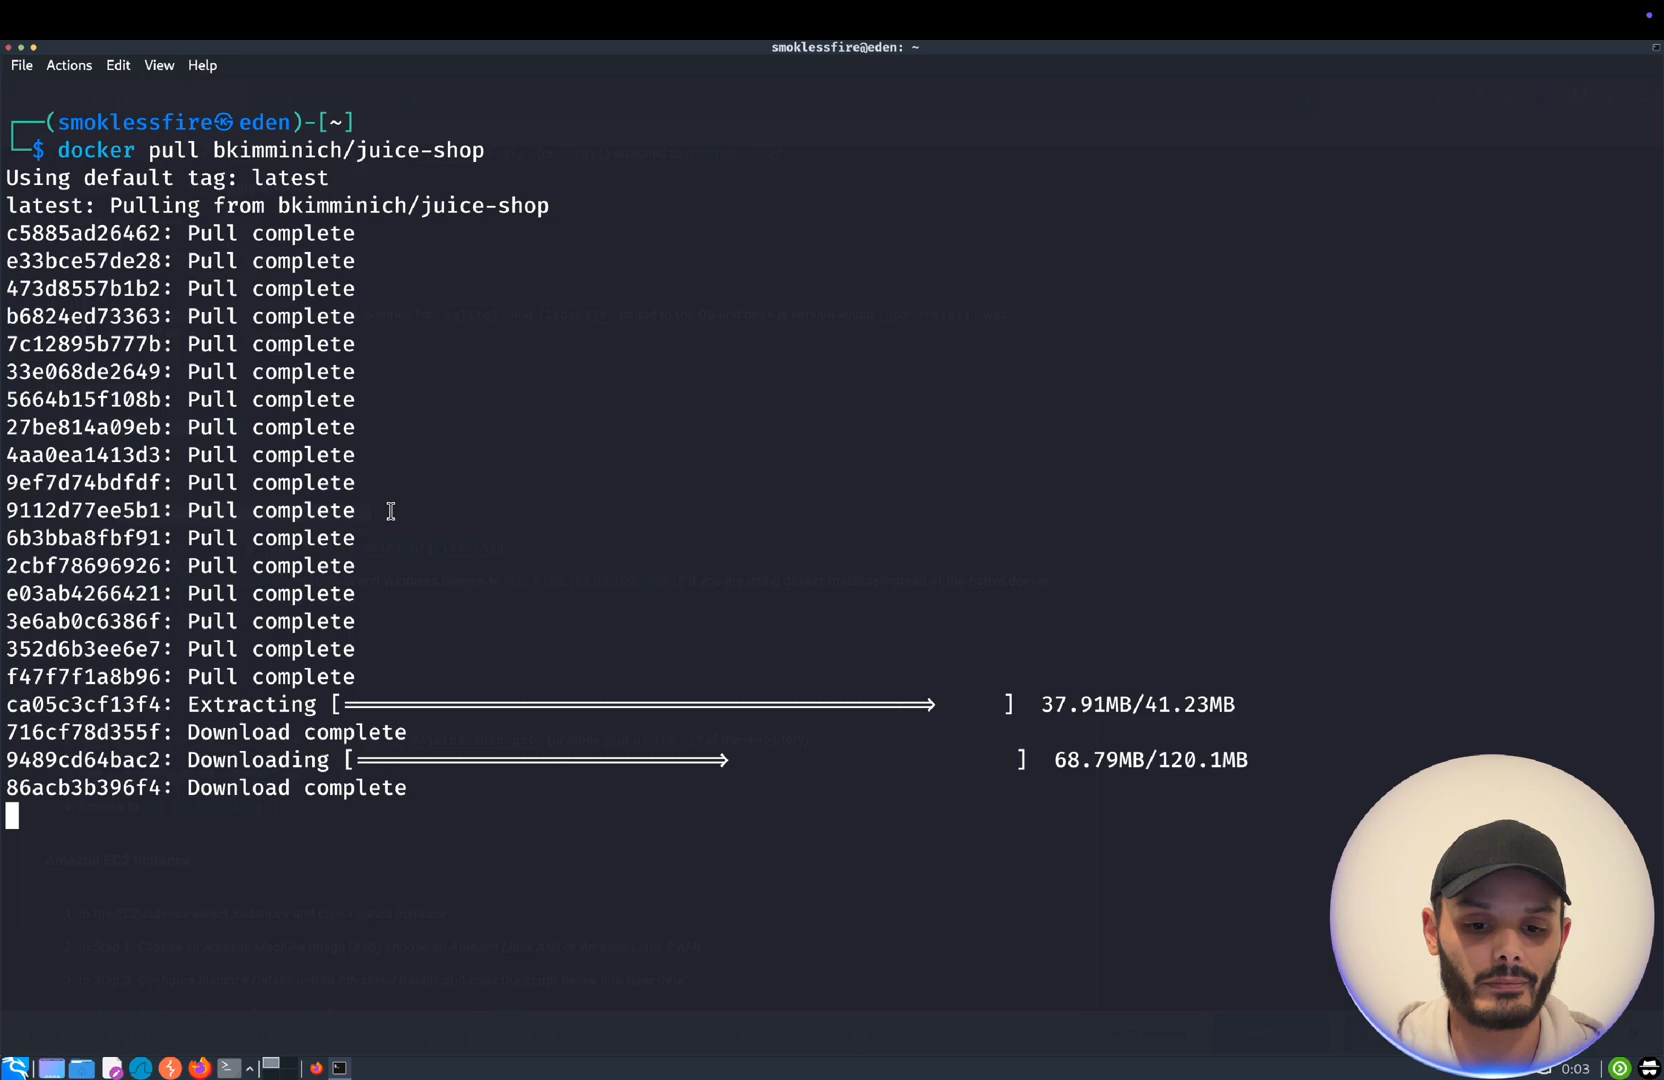 smoklessfire@eden: ~
File Actions Edit View Help
┌──(smoklessfire㉿eden)-[~]
└─$ docker pull bkimminich/juice-shop
Using default tag: latest
latest: Pulling from bkimminich/juice-shop
c5885ad26462: Pull complete
e33bce57de28: Pull complete
473d8557b1b2: Pull complete
b6824ed73363: Pull complete
7c12895b777b: Pull complete
33e068de2649: Pull complete
5664b15f108b: Pull complete
27be814a09eb: Pull complete
4aa0ea1413d3: Pull complete
9ef7d74bdfdf: Pull complete
9112d77ee5b1: Pull complete
6b3bba8fbf91: Pull complete
2cbf78696926: Pull complete
e03ab4266421: Pull complete
3e6ab0c6386f: Pull complete
352d6b3ee6e7: Pull complete
f47f7f1a8b96: Pull complete
ca05c3cf13f4: Extracting [==============================================>    ] 37.91MB/41.23MB
716cf78d355f: Download complete
9489cd64bac2: Downloading [============================>                      ] 68.79MB/120.1MB
86acb3b396f4: Download complete
Amazon EC2 Instance
0:03